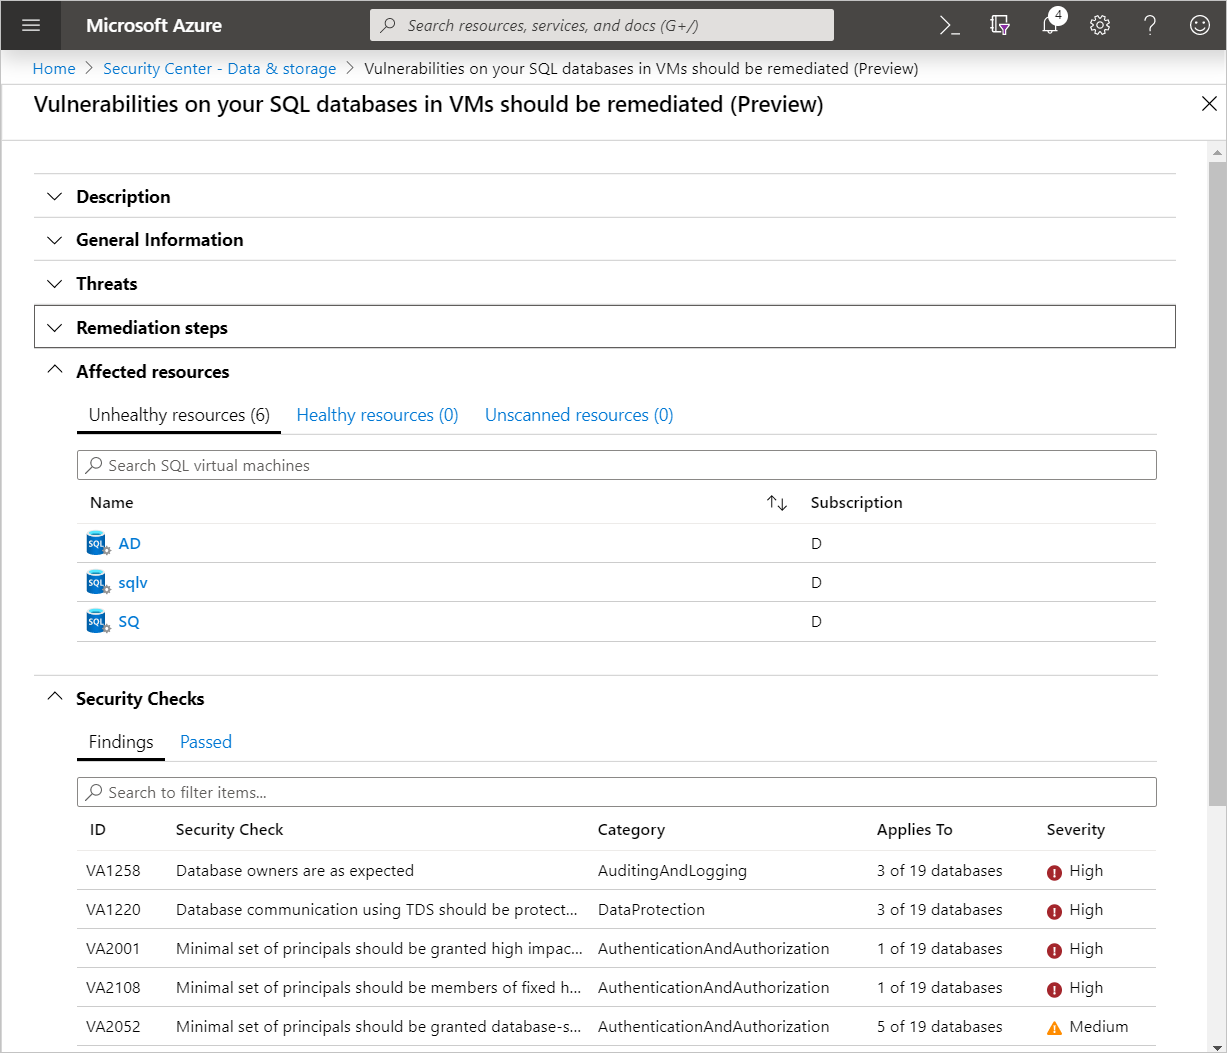 Microsoft Azure
Search resources, services, and docs (G+/)
4
Home > Security Center - Data & storage > Vulnerabilities on your SQL databases in VMs should be remediated (Preview)
Vulnerabilities on your SQL databases in VMs should be remediated (Preview)
Description
General Information
Threats
Remediation steps
Affected resources
Unhealthy resources (6) Healthy resources (0) Unscanned resources (0)
Search SQL virtual machines
Name Subscription
SQL AD D
SQL sqlv D
SQL SQ D
Security Checks
Findings Passed
Search to filter items...
ID Security Check Category Applies To Severity
VA1258 Database owners are as expected AuditingAndLogging 3 of 19 databases High
VA1220 Database communication using TDS should be protect... DataProtection 3 of 19 databases High
VA2001 Minimal set of principals should be granted high impac... AuthenticationAndAuthorization 1 of 19 databases High
VA2108 Minimal set of principals should be members of fixed h... AuthenticationAndAuthorization 1 of 19 databases High
VA2052 Minimal set of principals should be granted database-s... AuthenticationAndAuthorization 5 of 19 databases Medium